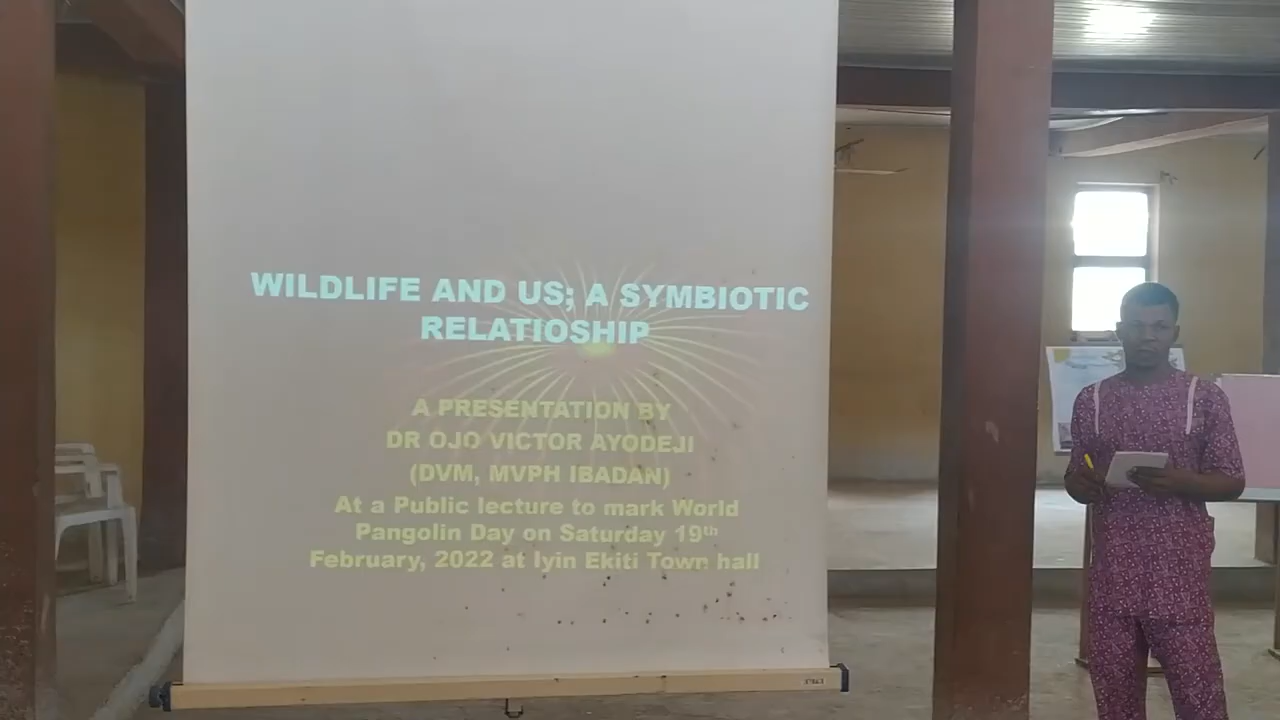 WILDLIFE AND US; A SYMBIOTIC
RELATIOSHIP
A PRESENTATION BY
DR OJO VICTOR AYODEJI
(DVM, MVPH IBADAN)
At a Public lecture to mark World
Pangolin Day on Saturday 19th
February, 2022 at Iyin Ekiti Town hall